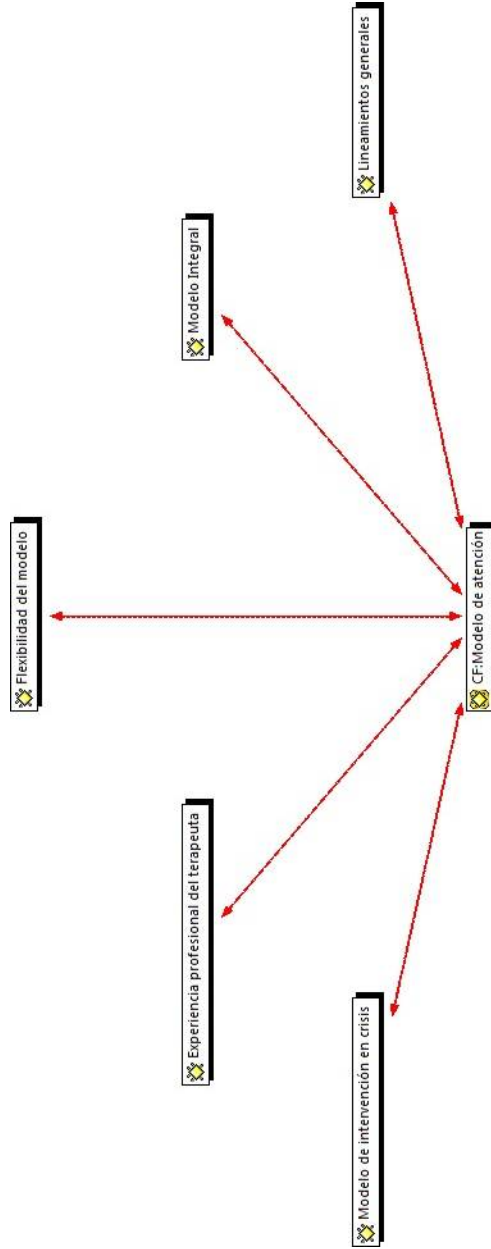 Flexibilidad del modelo
Experiencia profesional del terapeuta
Modelo Integral
Modelo de intervención en crisis
Lineamientos generales
CF:Modelo de atención